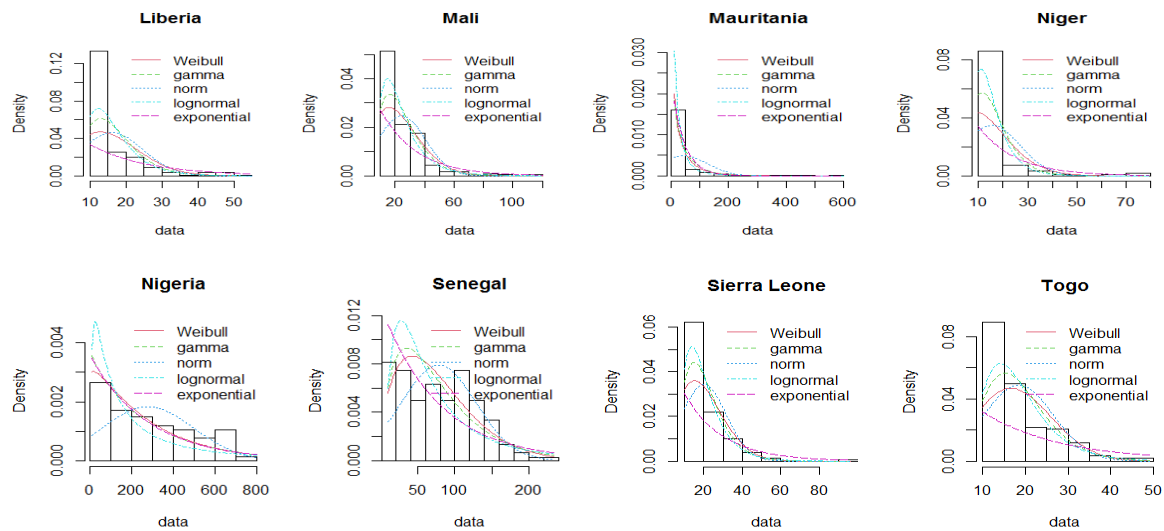 Liberia
Density
0.00
0.04
0.08
0.12
Weibull
gamma
norm
lognormal
exponential
10
20
30
40
50
data
Mali
Density
0.00
0.02
0.04
Weibull
gamma
norm
lognormal
exponential
20
60
100
data
Mauritania
Density
0.000
0.010
0.020
0.030
Weibull
gamma
norm
lognormal
exponential
0
200
400
600
data
Niger
Density
0.00
0.04
0.08
Weibull
gamma
norm
lognormal
exponential
10
30
50
70
data
Nigeria
Density
0.000
0.002
0.004
Weibull
gamma
norm
lognormal
exponential
0
200
400
600
800
data
Senegal
Density
0.000
0.004
0.008
0.012
Weibull
gamma
norm
lognormal
exponential
50
100
200
data
Sierra Leone
Density
0.00
0.02
0.04
0.06
Weibull
gamma
norm
lognormal
exponential
20
40
60
80
data
Togo
Density
0.00
0.04
0.08
Weibull
gamma
norm
lognormal
exponential
10
20
30
40
50
data